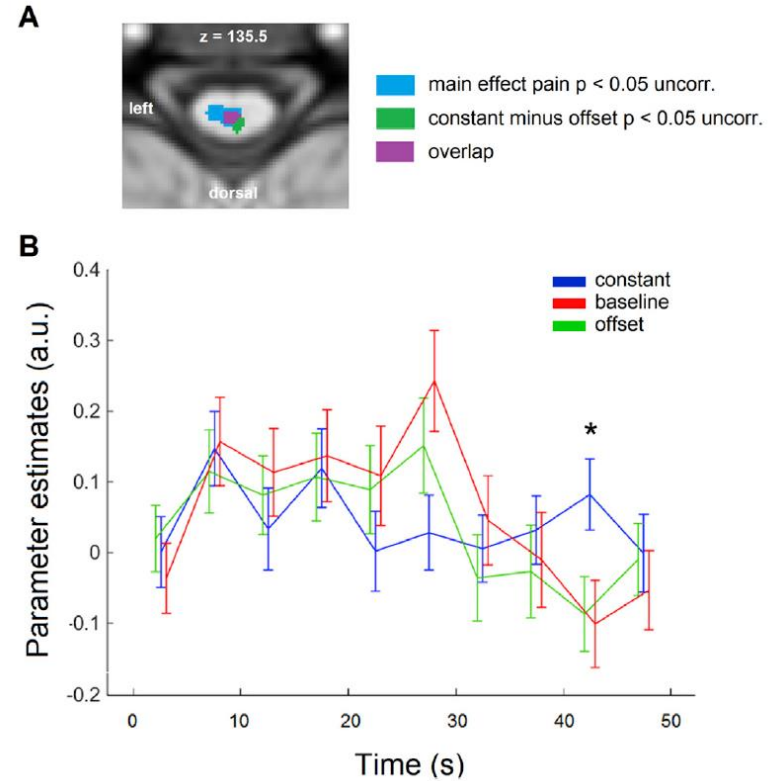 A
z = 135.5
left
dorsal
main effect pain p < 0.05 uncorr.
constant minus offset p < 0.05 uncorr.
overlap
B
Parameter estimates (a.u.)
0.4
0.3
0.2
0.1
0
-0.1
-0.2
constant
baseline
offset
*
0 10 20 30 40 50
Time (s)